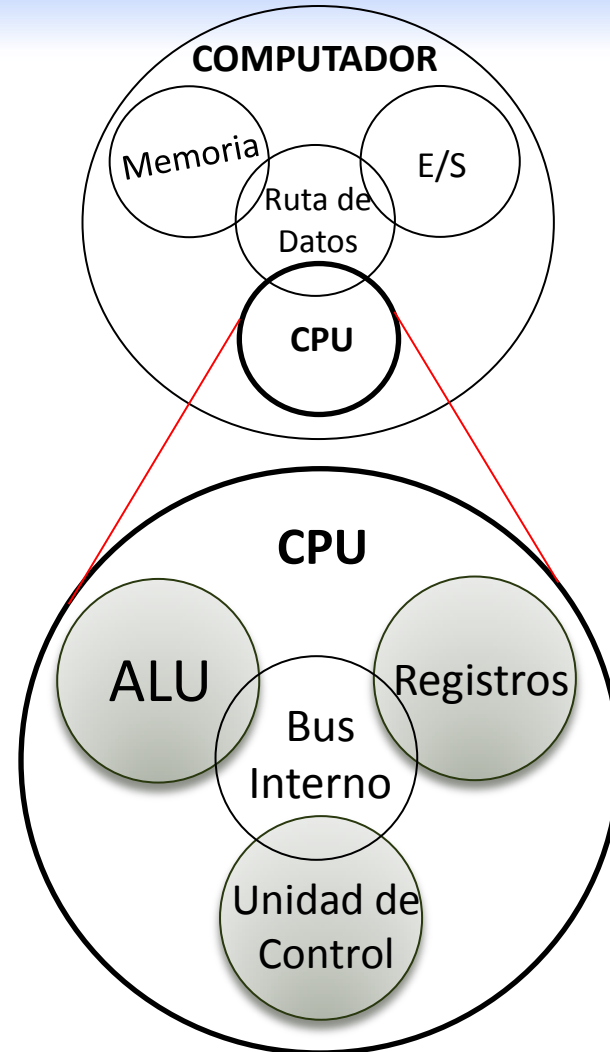 COMPUTADOR
Memoria
E/S
Ruta de
Datos
CPU
CPU
ALU
Registros
Bus
Interno
Unidad de
Control